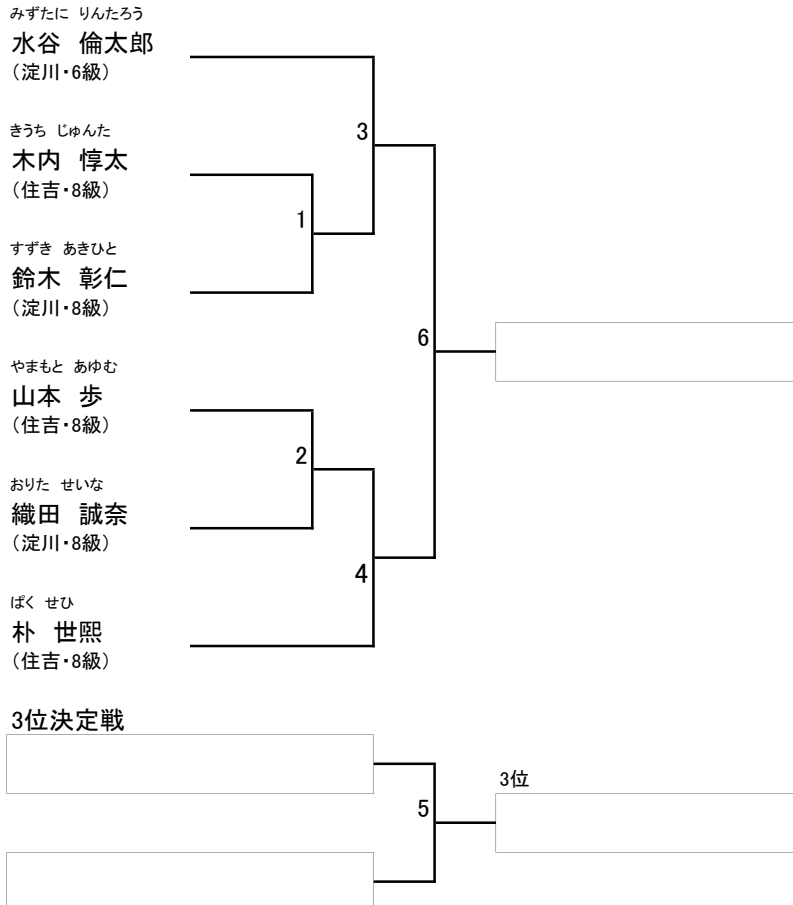 みずたに りんたろう
水谷 倫太郎
（淀川・6級）
3
きうち じゅんた
木内 惇太
（住吉・8級）
1
すずき あきひと
鈴木 彰仁
（淀川・8級）
6
やまもと あゆむ
山本 歩
（住吉・8級）
2
おりた せいな
織田 誠奈
（淀川・8級）
4
ぱく せひ
朴 世熙
（住吉・8級）
3位決定戦
3位
5